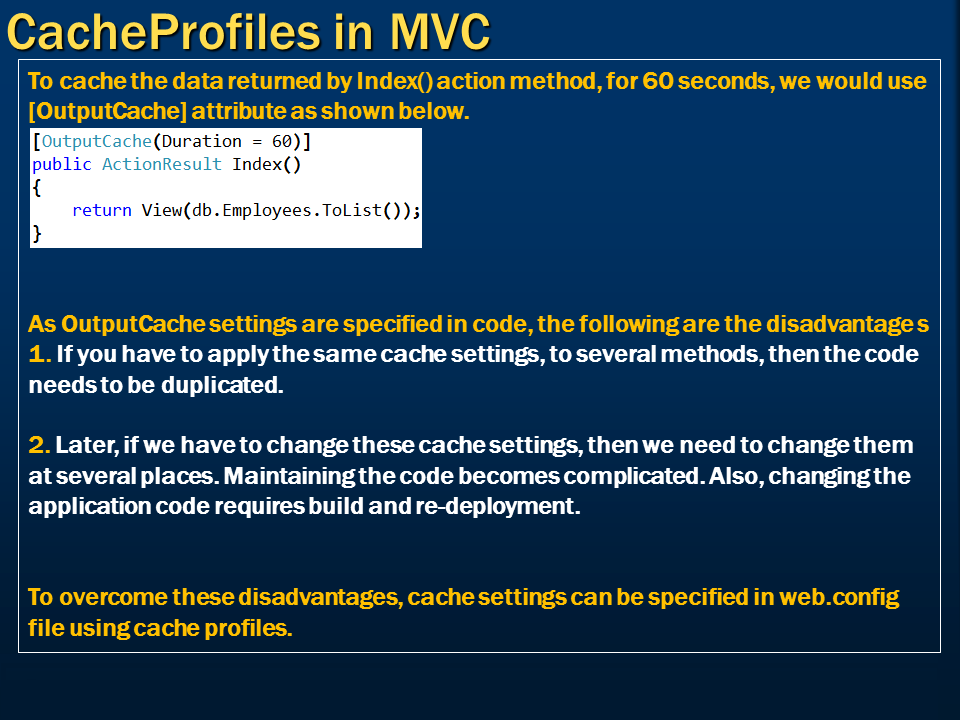 CacheProfiles in MVC
To cache the data returned by Index() action method, for 60 seconds, we would use
[OutputCache] attribute as shown below.
[OutputCache(Duration = 60)]
public ActionResult Index()
{
    return View(db.Employees.ToList());
}
As OutputCache settings are specified in code, the following are the disadvantage s
1. If you have to apply the same cache settings, to several methods, then the code
needs to be duplicated.
2. Later, if we have to change these cache settings, then we need to change them
at several places. Maintaining the code becomes complicated. Also, changing the
application code requires build and re-deployment.
To overcome these disadvantages, cache settings can be specified in web.config
file using cache profiles.